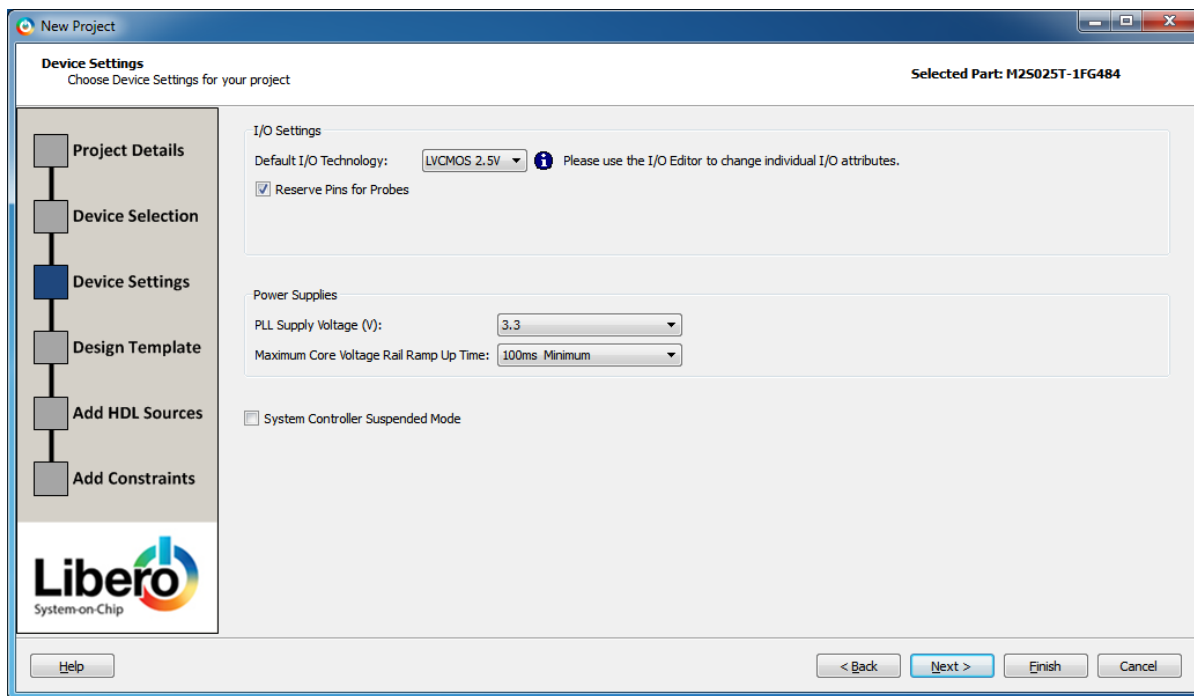 New Project
Device Settings
Choose Device Settings for your project
Selected Part: M2S025T-1FG484
Project Details
Device Selection
Device Settings
Design Template
Add HDL Sources
Add Constraints
Libero
System-on-Chip
I/O Settings
Default I/O Technology: LVCMOS 2.5V Please use the I/O Editor to change individual I/O attributes.
Reserve Pins for Probes
Power Supplies
PLL Supply Voltage (V): 3.3
Maximum Core Voltage Rail Ramp Up Time: 100ms Minimum
System Controller Suspended Mode
Help < Back Next > Finish Cancel